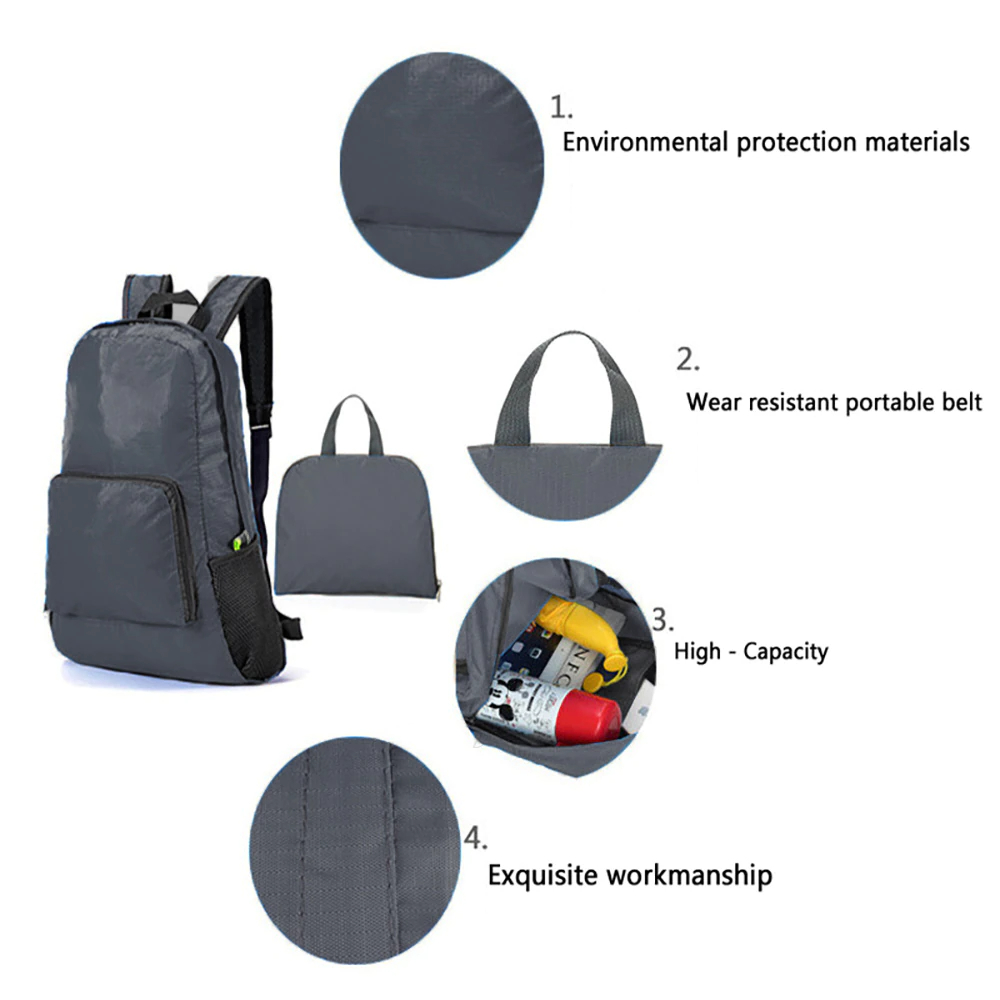 1.
Environmental protection materials
2.
Wear resistant portable belt
3.
High - Capacity
4.
Exquisite workmanship